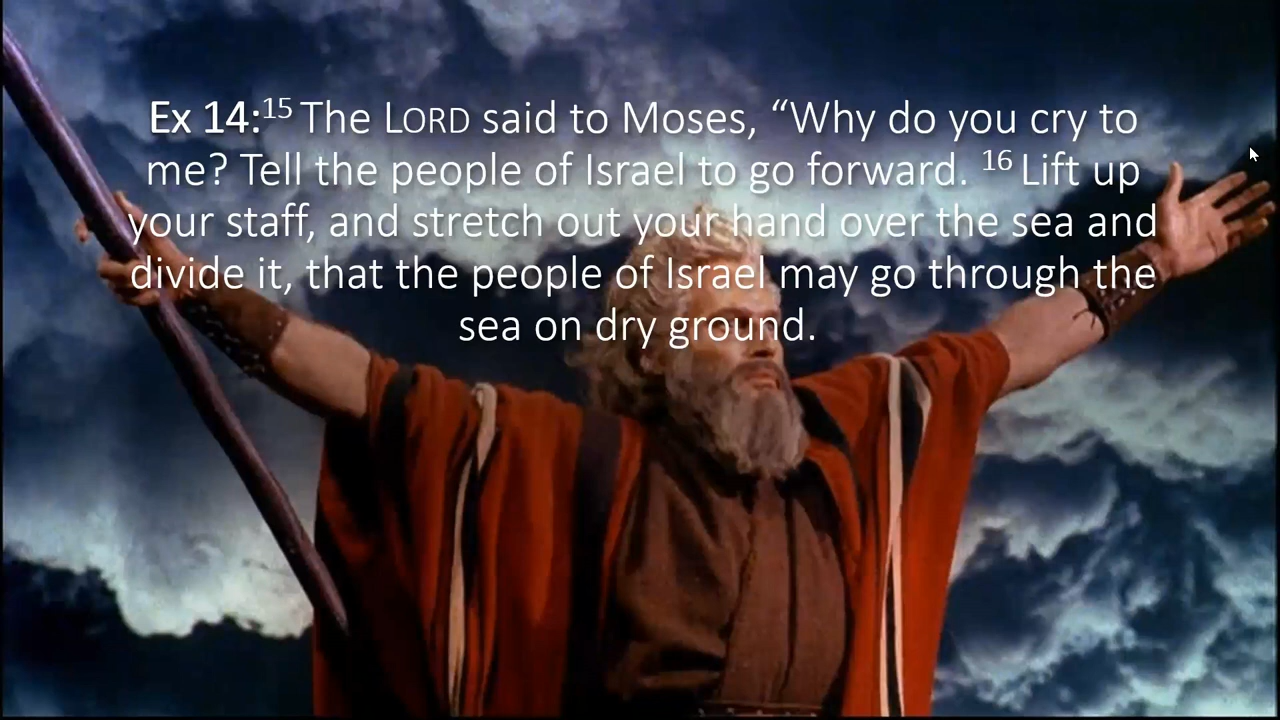 Ex 14:15 The LORD said to Moses, “Why do you cry to
me? Tell the people of Israel to go forward. 16 Lift up
your staff, and stretch out your hand over the sea and
divide it, that the people of Israel may go through the
sea on dry ground.